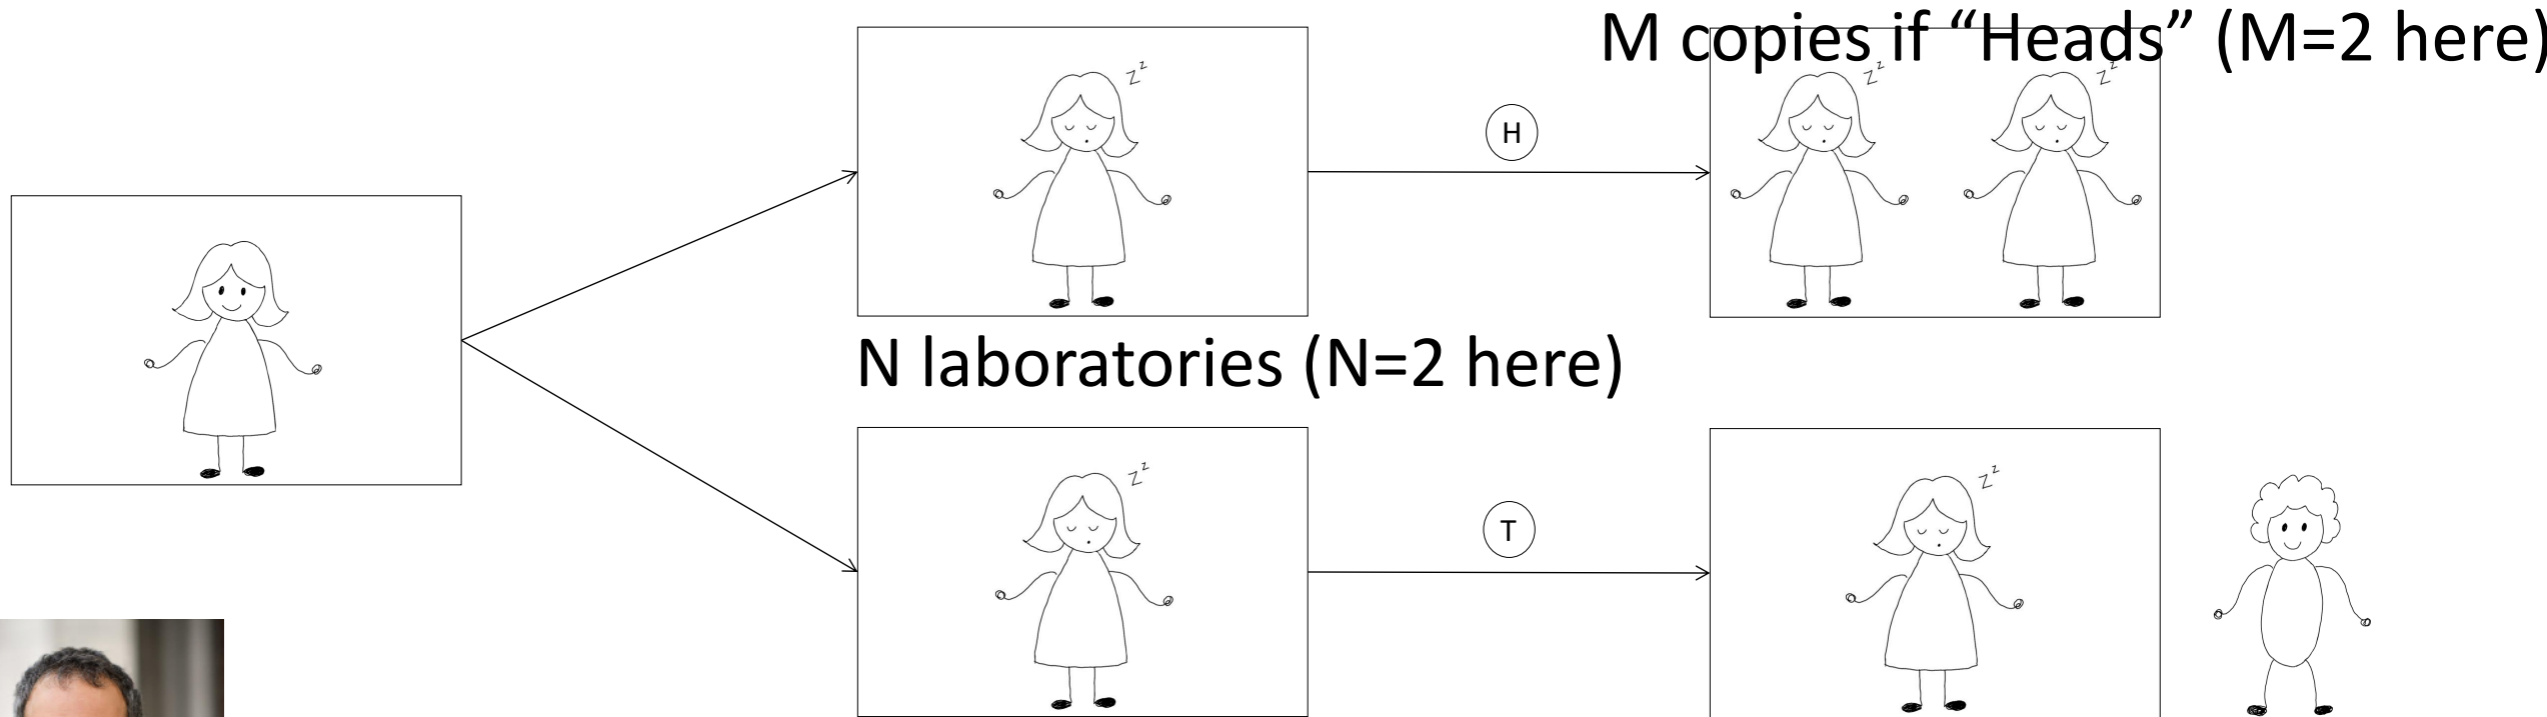 M copies if “Heads” (M=2 here)
Z z
Z z
Z z
H
N laboratories (N=2 here)
Z z
Z z
T